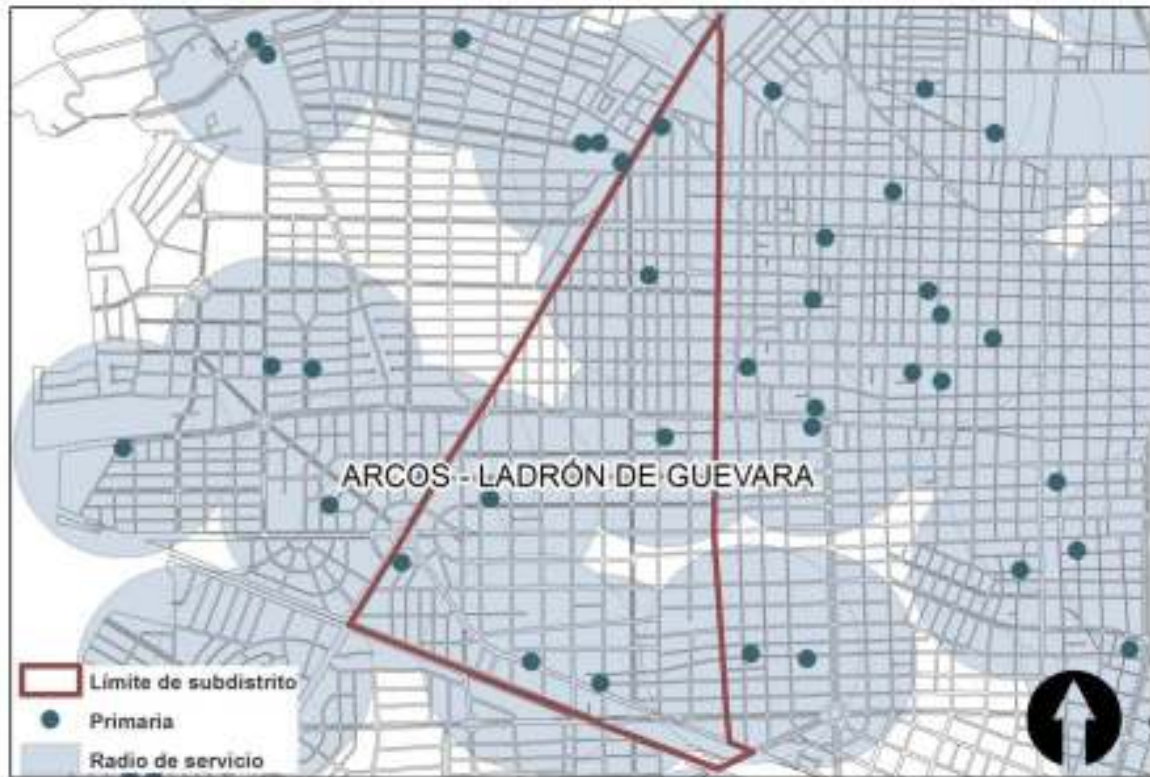 ARCOS - LADRÓN DE GUEVARA
Límite de subdistrito
Primaria
Radio de servicio